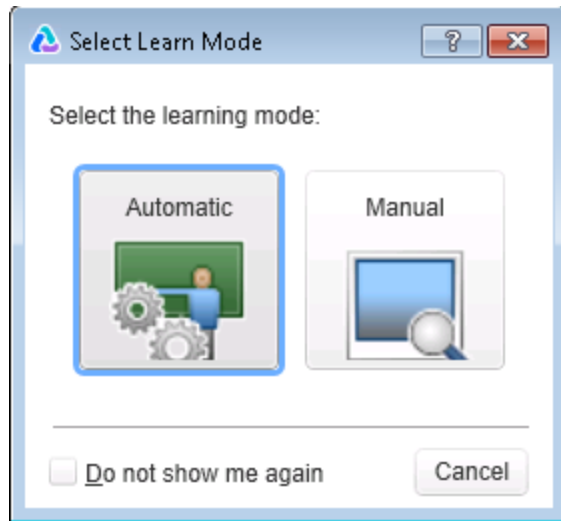 Select Learn Mode
Select the learning mode:
Automatic
Manual
Do not show me again
Cancel